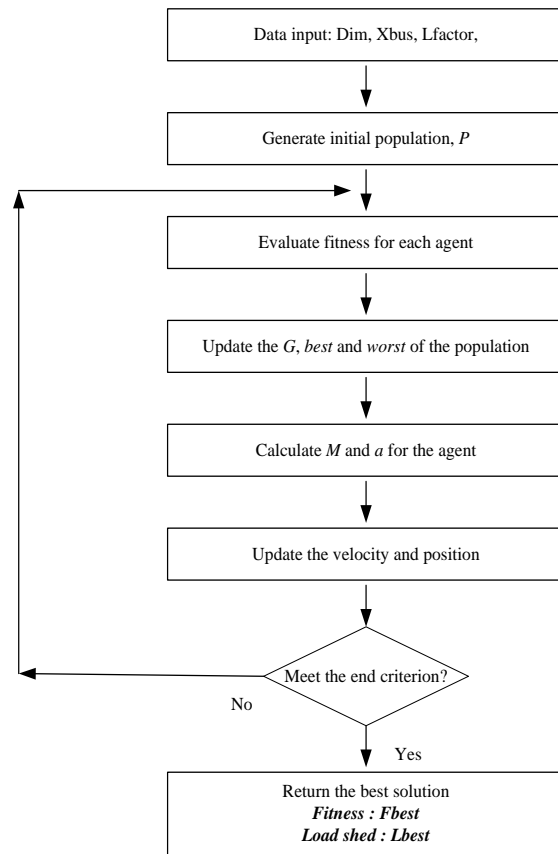 Data input: Dim, Xbus, Lfactor,
Generate initial population, P
Evaluate fitness for each agent
Update the G, best and worst of the population
Calculate M and a for the agent
Update the velocity and position
Meet the end criterion?
No
Yes
Return the best solution
Fitness : Fbest
Load shed : Lbest